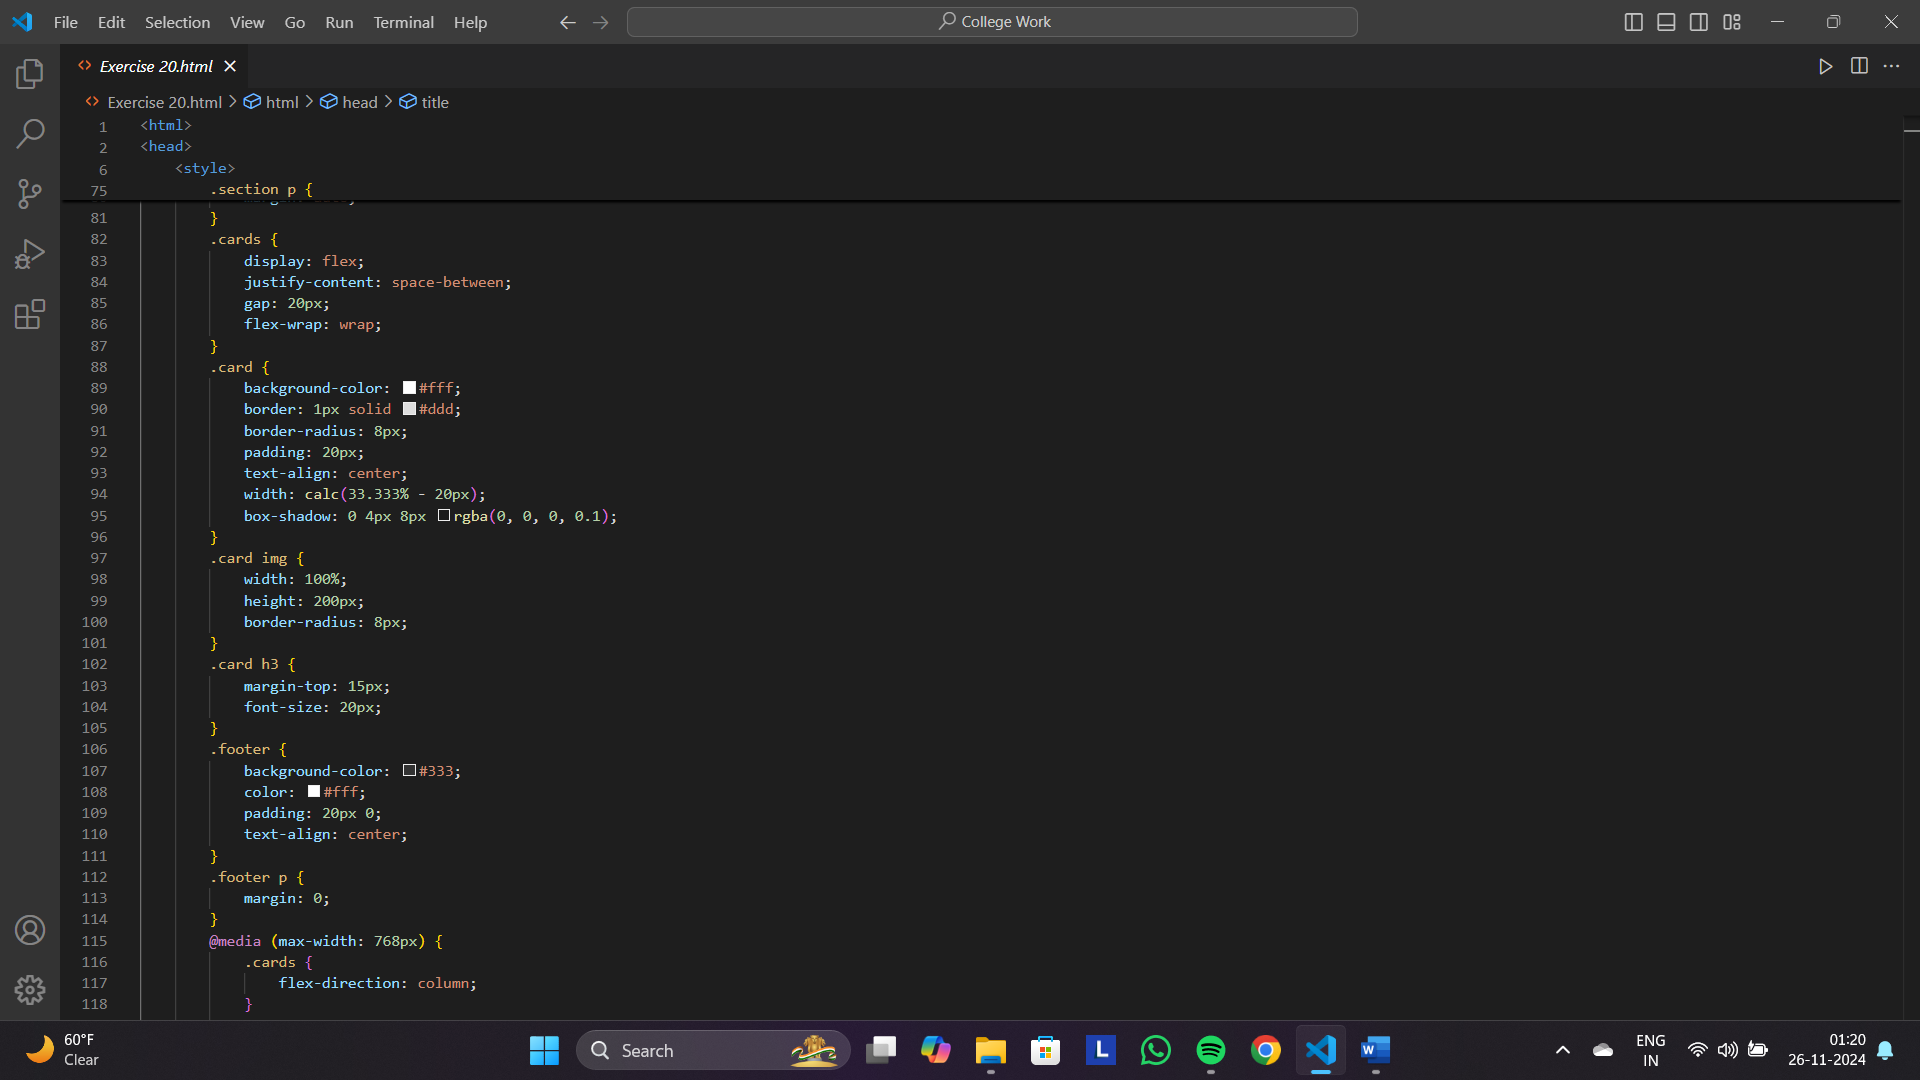 File Edit Selection View Go Run Terminal Help
College Work
Exercise 20.html
Exercise 20.html > html > head > title
1 <html>
2 <head>
6 <style>
75 .section p {
81 }
82 .cards {
83 display: flex;
84 justify-content: space-between;
85 gap: 20px;
86 flex-wrap: wrap;
87 }
88 .card {
89 background-color: #fff;
90 border: 1px solid #ddd;
91 border-radius: 8px;
92 padding: 20px;
93 text-align: center;
94 width: calc(33.333% - 20px);
95 box-shadow: 0 4px 8px rgba(0, 0, 0, 0.1);
96 }
97 .card img {
98 width: 100%;
99 height: 200px;
100 border-radius: 8px;
101 }
102 .card h3 {
103 margin-top: 15px;
104 font-size: 20px;
105 }
106 .footer {
107 background-color: #333;
108 color: #fff;
109 padding: 20px 0;
110 text-align: center;
111 }
112 .footer p {
113 margin: 0;
114 }
115 @media (max-width: 768px) {
116 .cards {
117 flex-direction: column;
118 }
60°F
Clear
Search
L
W
ENG
IN
01:20
26-11-2024